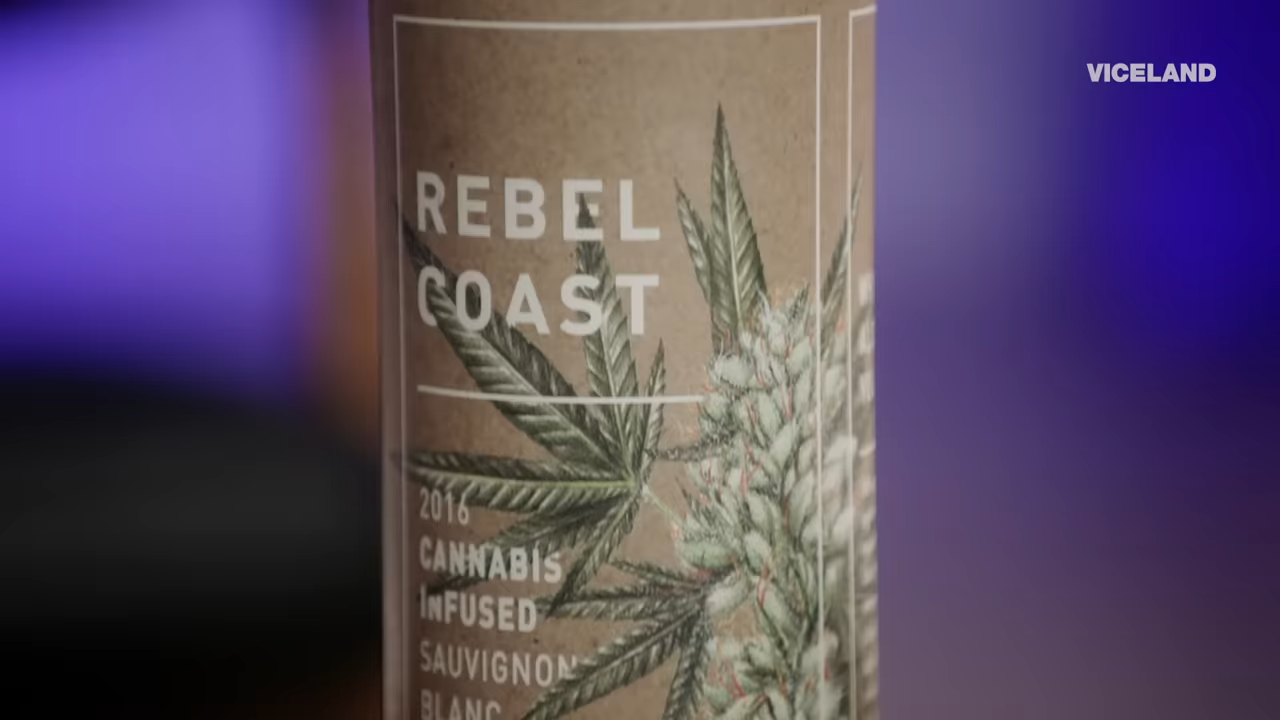 VICELAND
REBEL
COAST
2016
CANNABIS
INFUSED
SAUVIGNON
BLANC